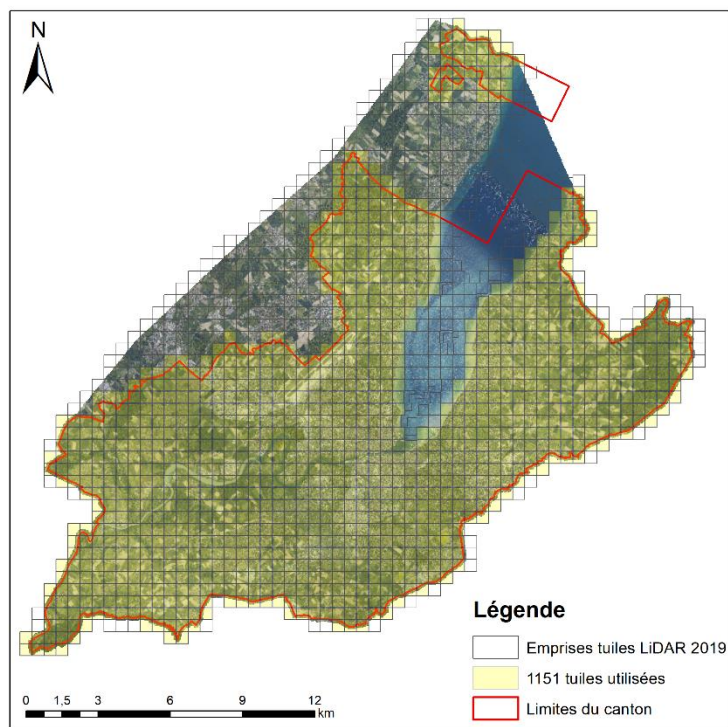 N
Légende
Emprises tuiles LiDAR 2019
1151 tuiles utilisées
Limites du canton
0 1,5 3 6 9 12
km